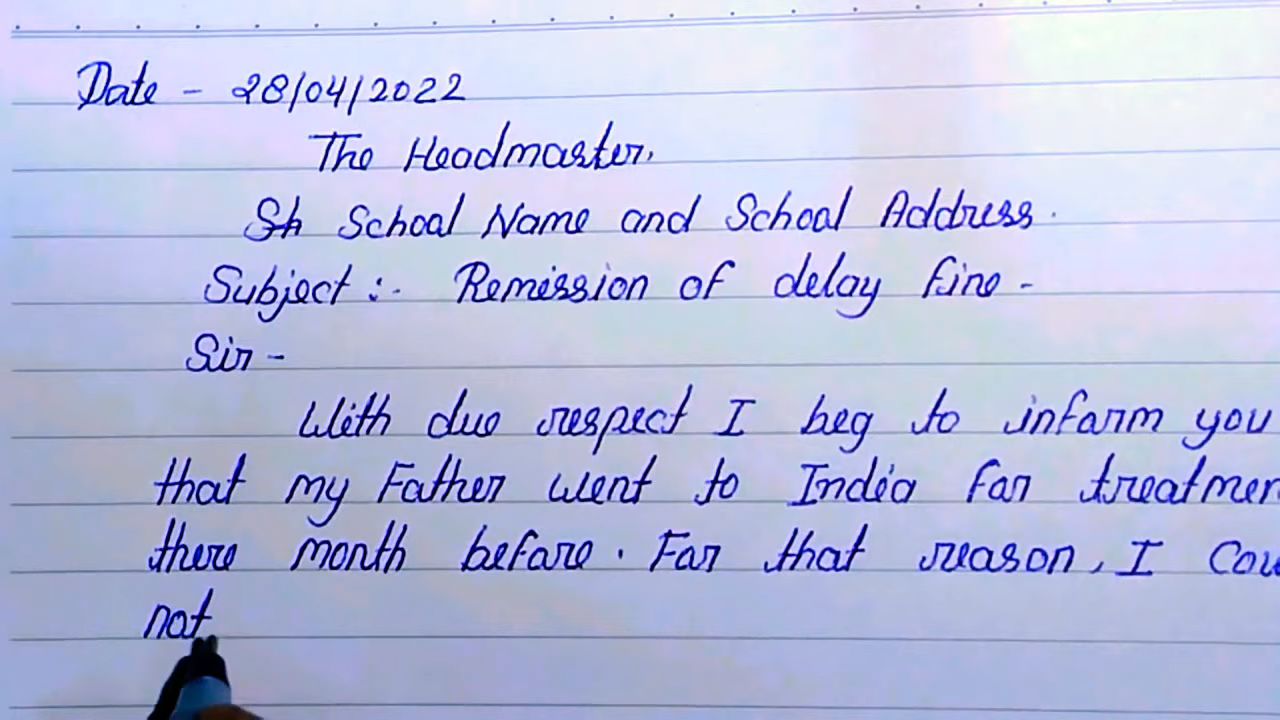 Date - 28/04/2022
The Headmaster,
Sh School Name and School Address.
Subject :- Remission of delay fine -
Sir -
With due respect I beg to inform you
that my Father went to India For treatmen
there month before. For that reason, I Cou
not